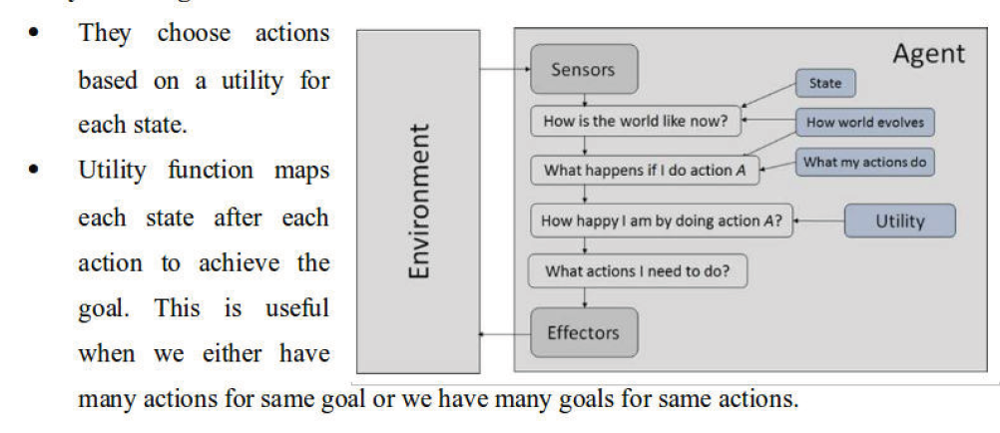 • They choose actions
based on a utility for
each state.
• Utility function maps
each state after each
action to achieve the
goal. This is useful
when we either have
many actions for same goal or we have many goals for same actions.
Environment
Agent
Sensors
State
How is the world like now?
How world evolves
What happens if I do action A
What my actions do
How happy I am by doing action A?
Utility
What actions I need to do?
Effectors